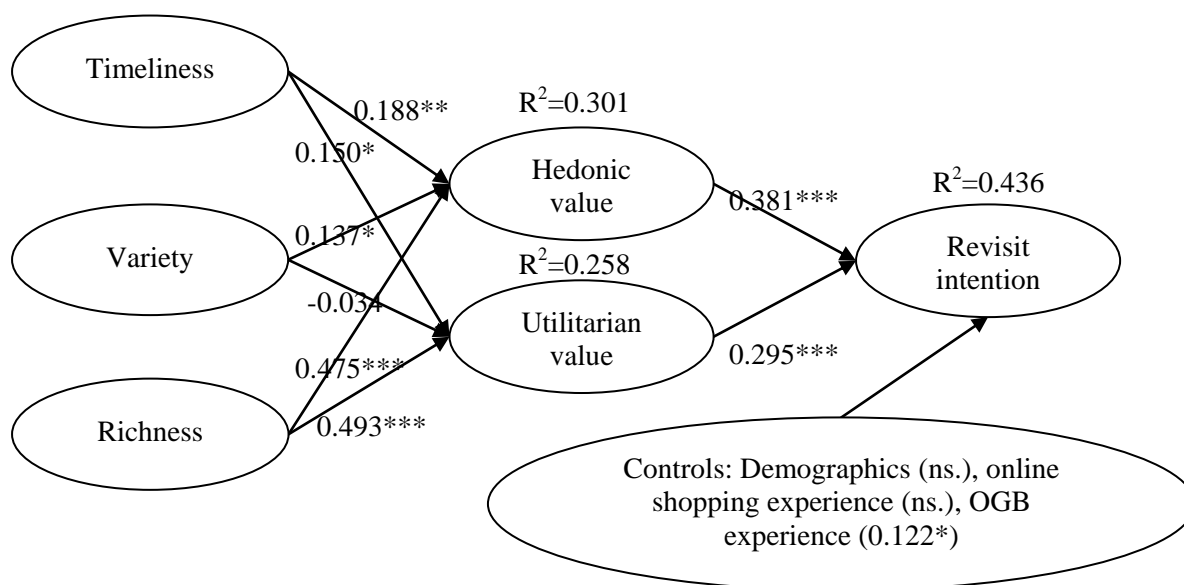 Timeliness
0.188**
R²=0.301
0.150*
Hedonic
value
0.381***
R²=0.436
Variety
0.137*
R²=0.258
Revisit
intention
-0.034
Utilitarian
value
0.295***
0.475***
Richness
0.493***
Controls: Demographics (ns.), online
shopping experience (ns.), OGB
experience (0.122*)